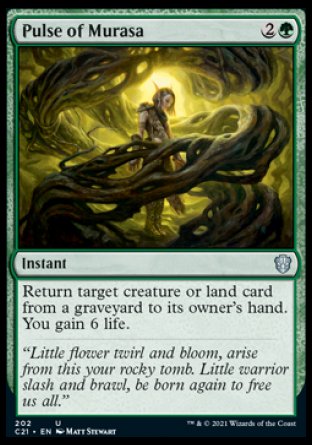 Pulse of Murasa 2
Instant
Return target creature or land card
from a graveyard to its owner's hand.
You gain 6 life.
“Little flower twirl and bloom, arise
from this your rocky tomb. Little warrior
slash and brawl, be born again to free
us all.”
202 U
C21 • EN Matt Stewart ™ & © 2021 Wizards of the Coast